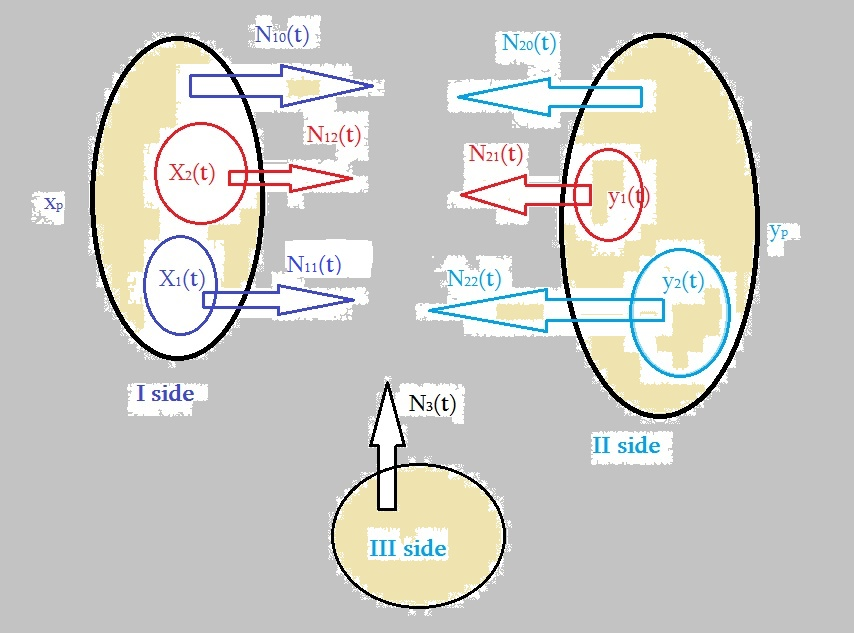 N₁₀(t)
N₂₀(t)
N₁₂(t)
N₂₁(t)
X₂(t)
y₁(t)
xₚ
yₚ
N₁₁(t)
X₁(t)
N₂₂(t)
y₂(t)
I side
N₃(t)
II side
III side